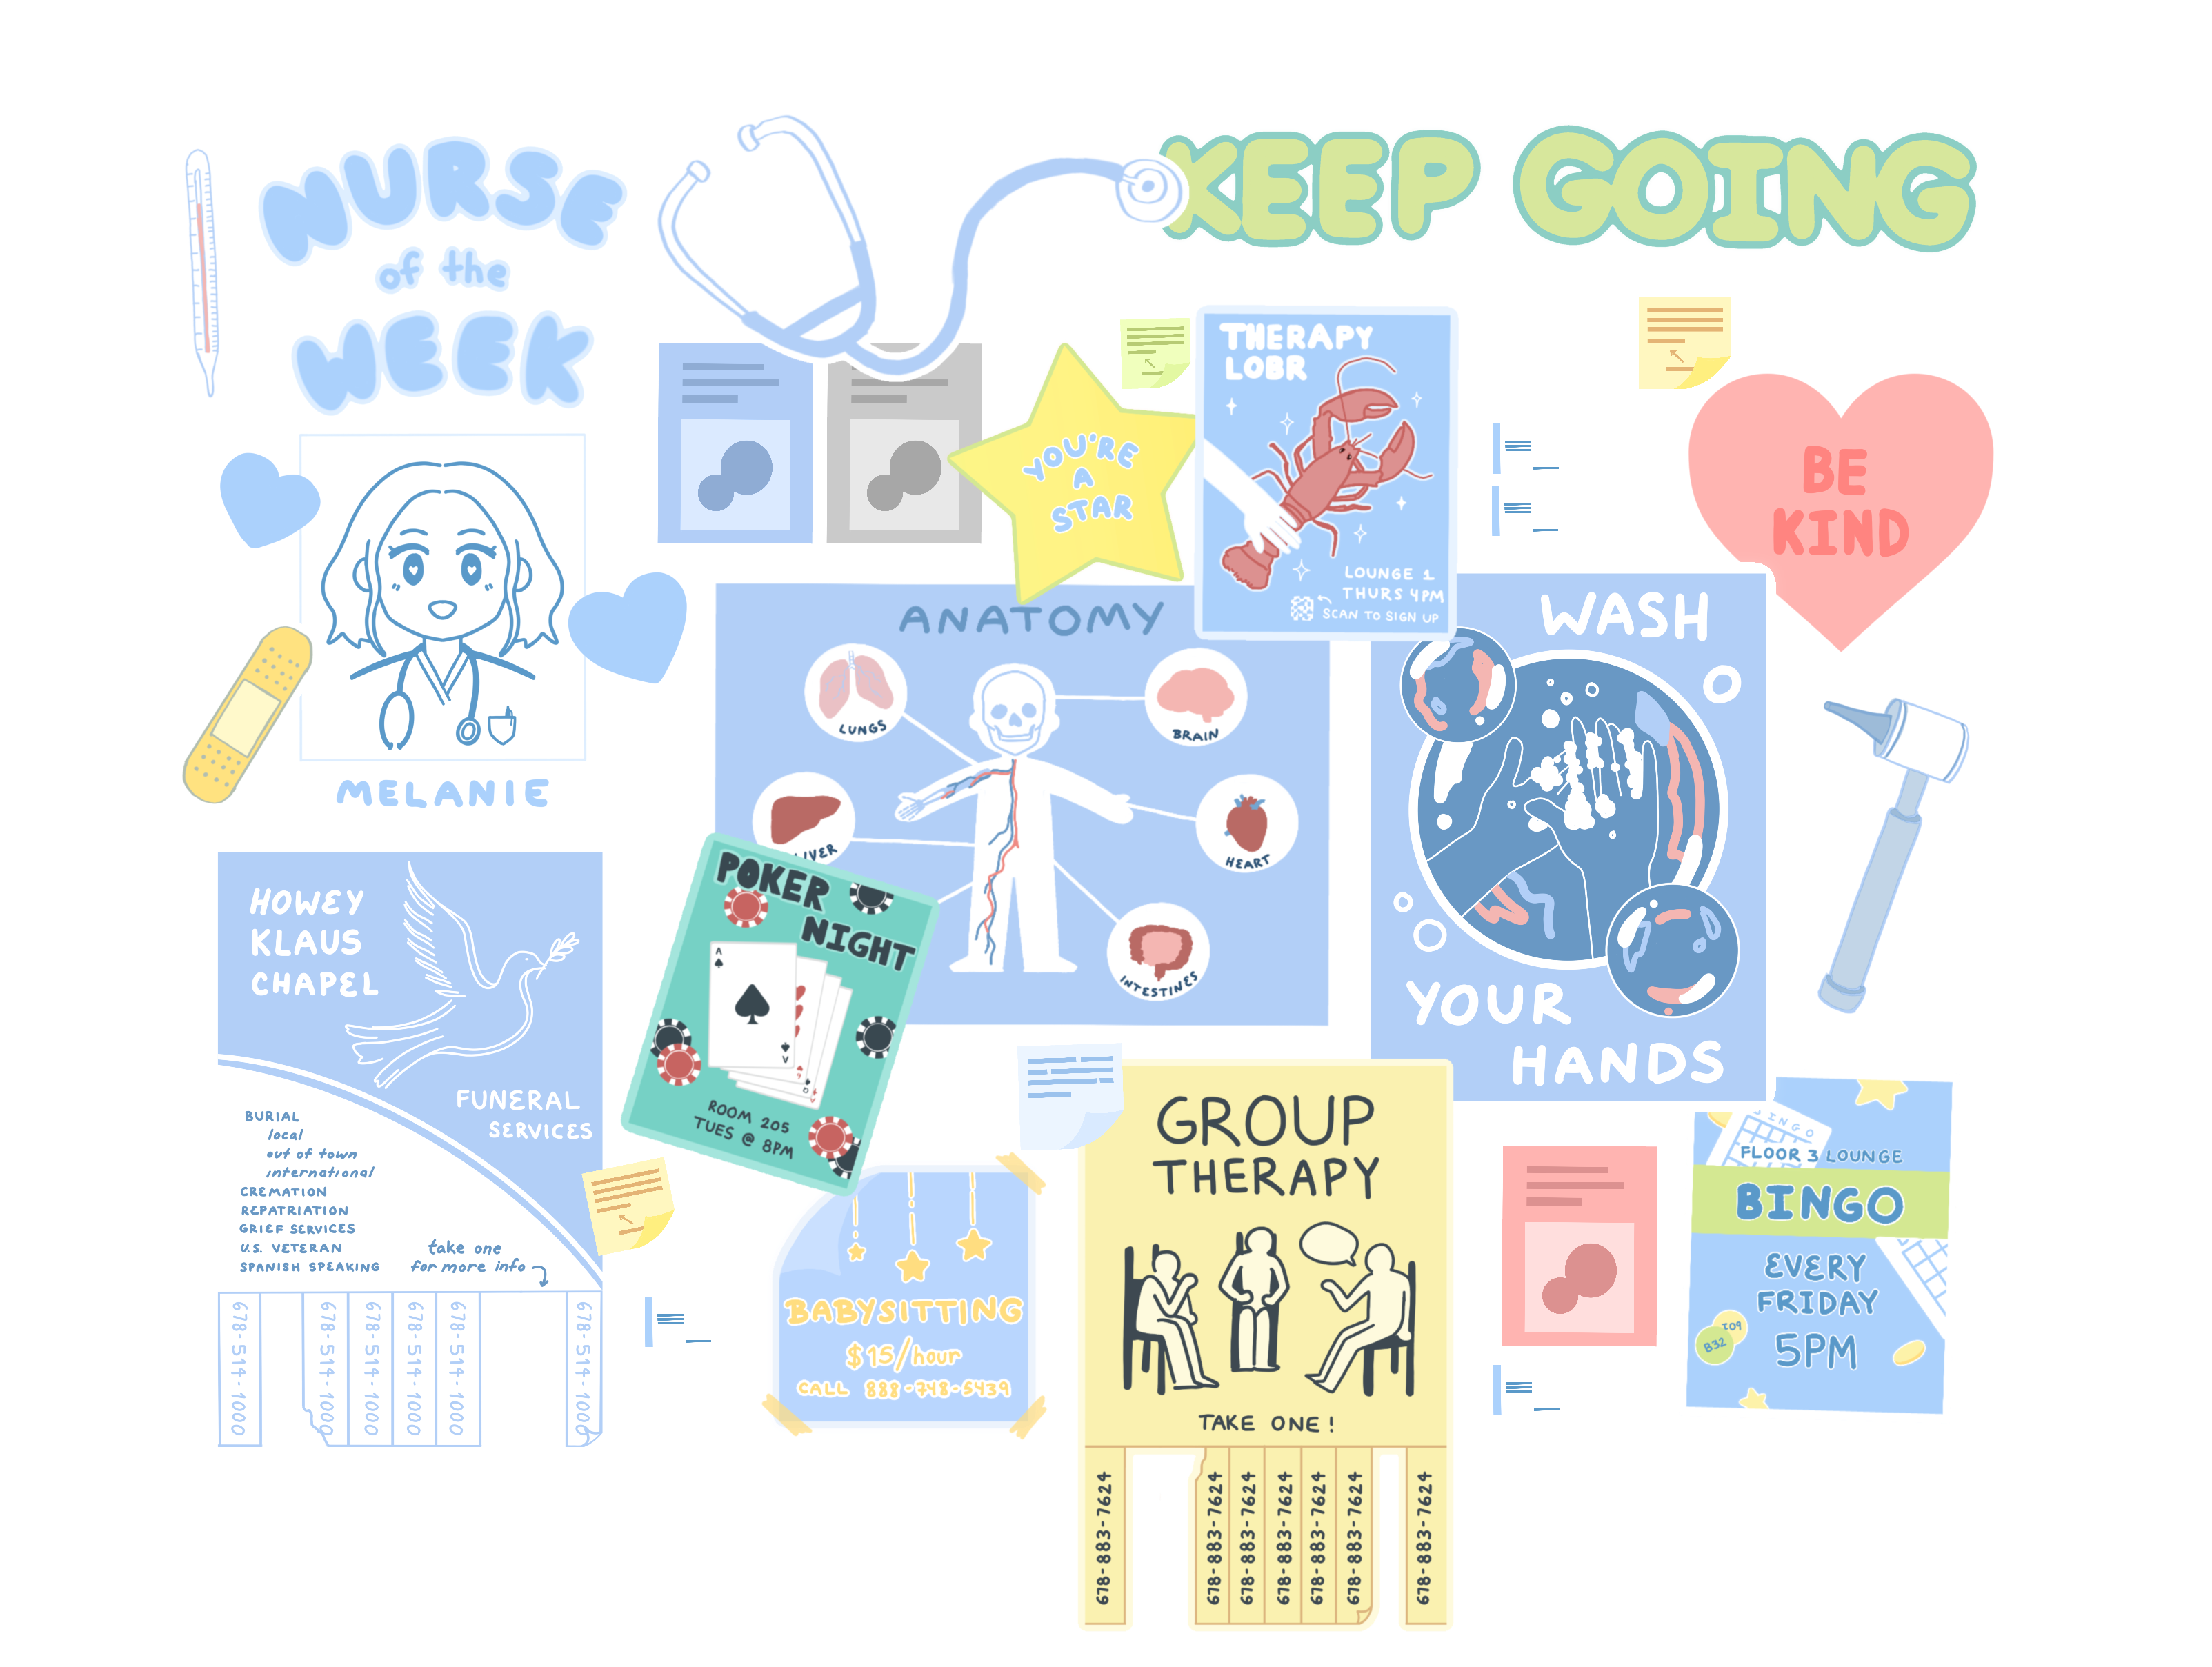 NURSE
of the
WEEK
MELANIE
KEEP GOING
YOU'RE
A
STAR
THERAPY
LOBR
LOUNGE 1
THURS 4PM
SCAN TO SIGN UP
BE
KIND
ANATOMY
LUNGS
BRAIN
LIVER
HEART
INTESTINES
WASH
YOUR
HANDS
HOWEY
KLAUS
CHAPEL
FUNERAL
SERVICES
BURIAL
local
out of town
international
CREMATION
REPATRIATION
GRIEF SERVICES
U.S. VETERAN
SPANISH SPEAKING
take one
for more info
678-514-1000
678-514-1000
678-514-1000
678-514-1000
678-514-1000
678-514-1000
POKER
NIGHT
A
A
ROOM 205
TUES @ 8PM
BABYSITTING
$15/hour
CALL 888-748-5439
GROUP
THERAPY
TAKE ONE!
678-883-7624
678-883-7624
678-883-7624
678-883-7624
678-883-7624
678-883-7624
678-883-7624
BINGO
FLOOR 3 LOUNGE
BINGO
EVERY
FRIDAY
5PM
B32
109